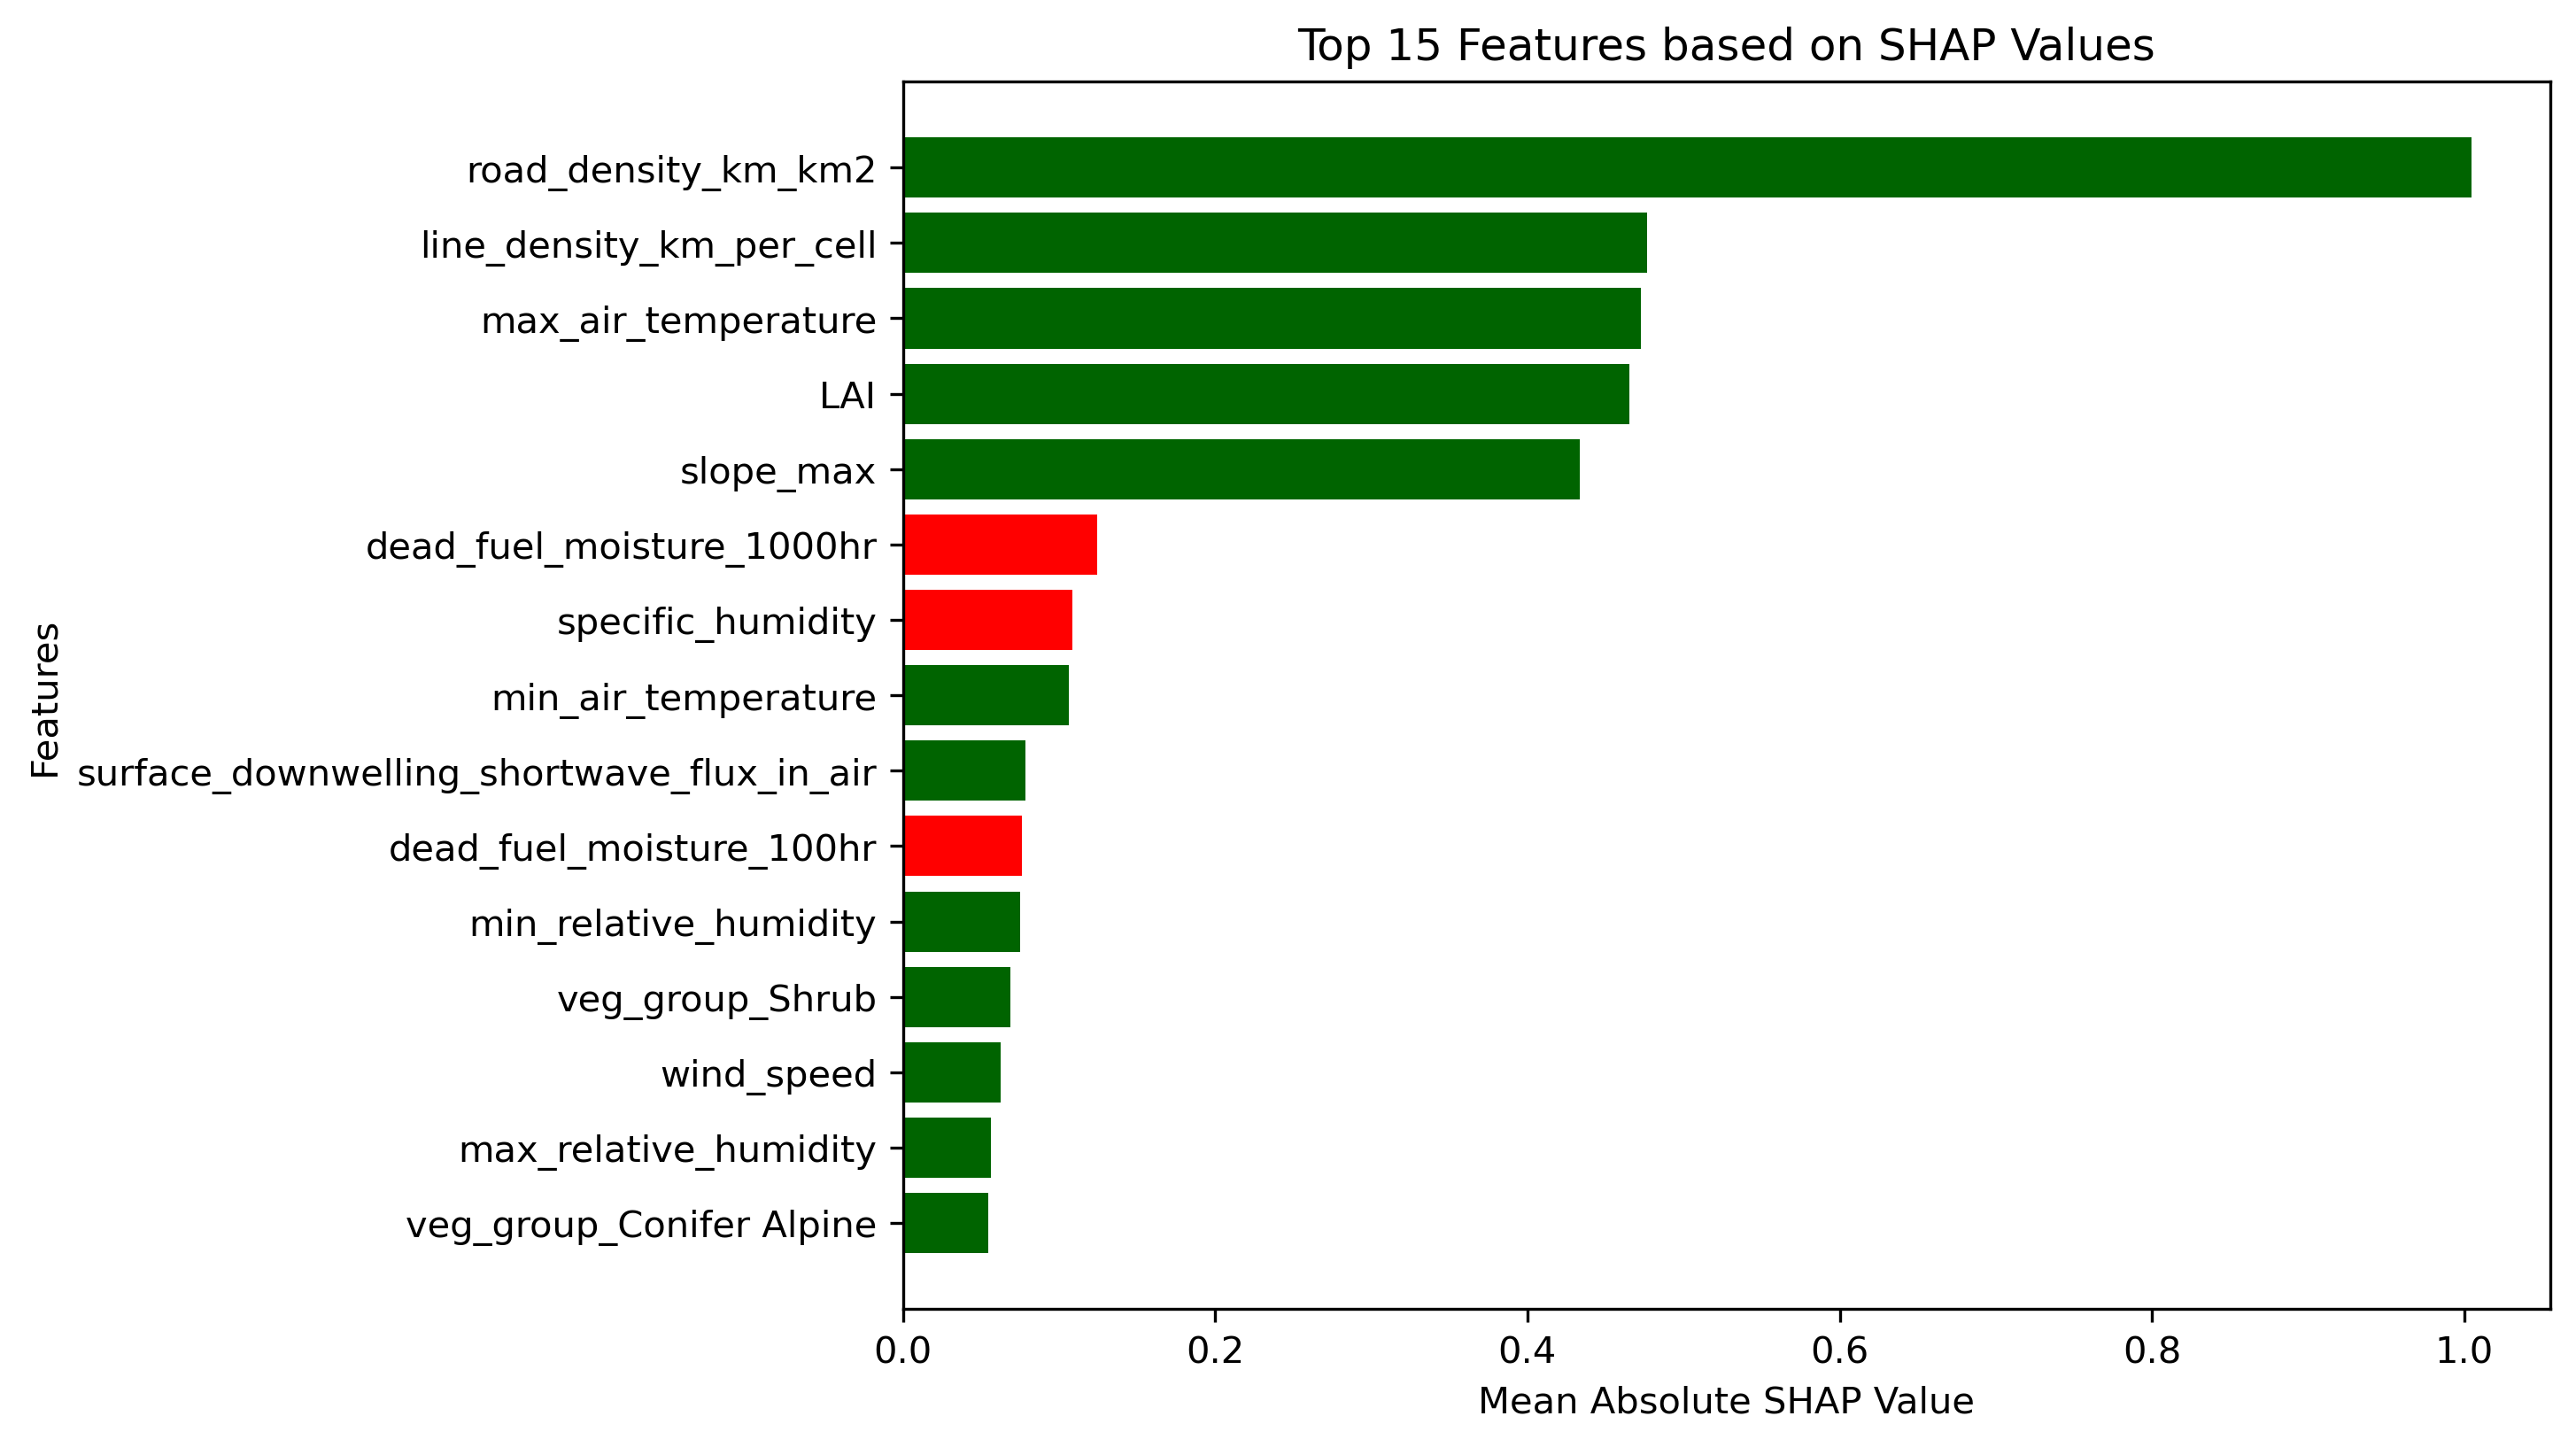 Top 15 Features based on SHAP Values
Features
road_density_km_km2
line_density_km_per_cell
max_air_temperature
LAI
slope_max
dead_fuel_moisture_1000hr
specific_humidity
min_air_temperature
surface_downwelling_shortwave_flux_in_air
dead_fuel_moisture_100hr
min_relative_humidity
veg_group_Shrub
wind_speed
max_relative_humidity
veg_group_Conifer Alpine
0.0 0.2 0.4 0.6 0.8 1.0
Mean Absolute SHAP Value